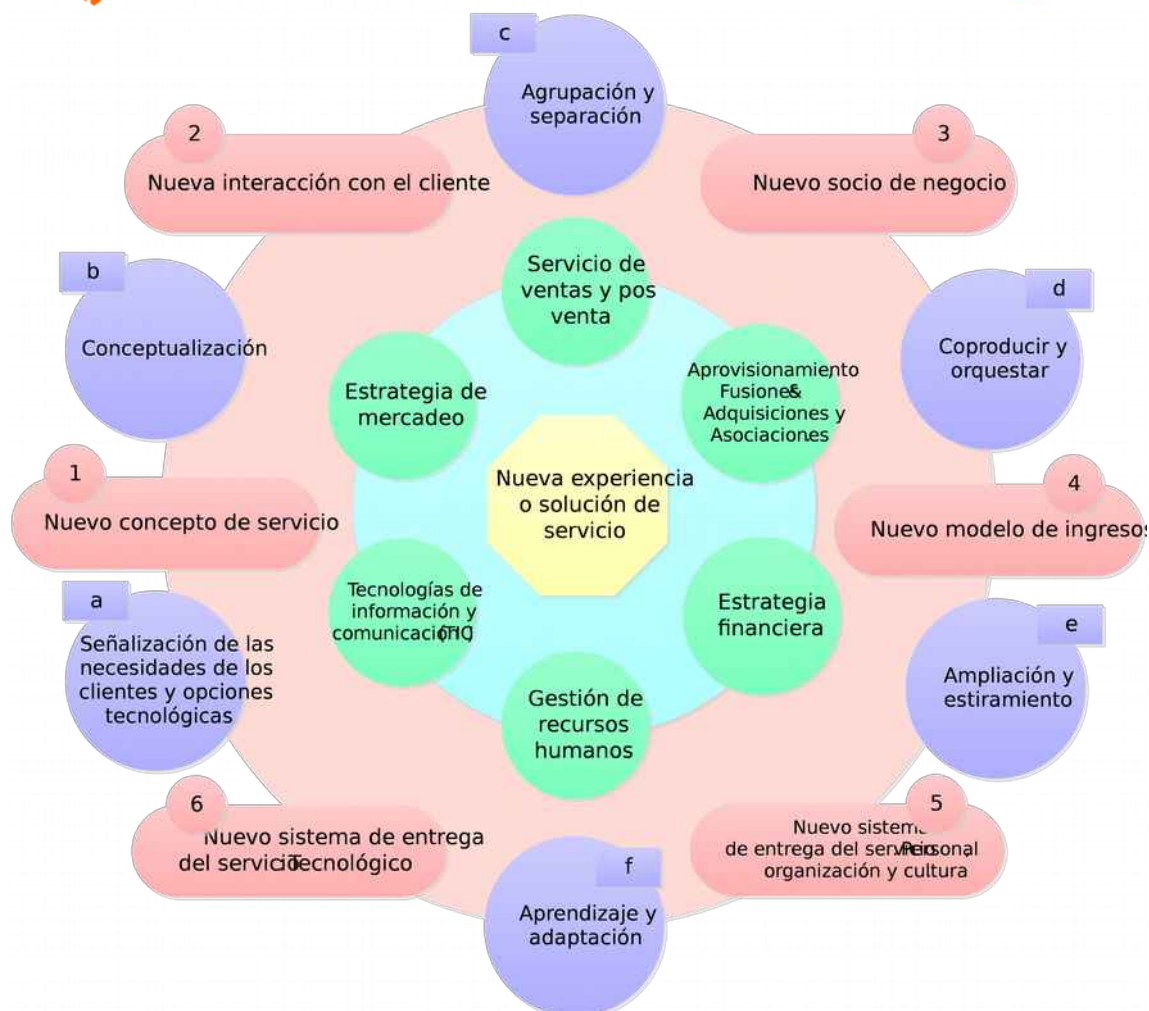 c
Agrupación y
separación
2
Nueva interacción con el cliente
3
Nuevo socio de negocio
b
Conceptualización
d
Coproducir y
orquestar
Servicio de
ventas y pos
venta
Estrategia de
mercadeo
Aprovisionamiento,
Fusiones &
Adquisiciones y
Asociaciones.
1
Nuevo concepto de servicio
Nueva experiencia
o solución de
servicio
4
Nuevo modelo de ingresos
a
Señalización de las
necesidades de los
clientes y opciones
tecnológicas
Tecnologías de
información y
comunicación (TIC)
Estrategia
financiera
e
Ampliación y
estiramiento
Gestión de
recursos
humanos
6
Nuevo sistema de entrega
del servicio: Tecnológico
5
Nuevo sistema
de entrega del servicio: Personal,
organización y cultura
f
Aprendizaje y
adaptación